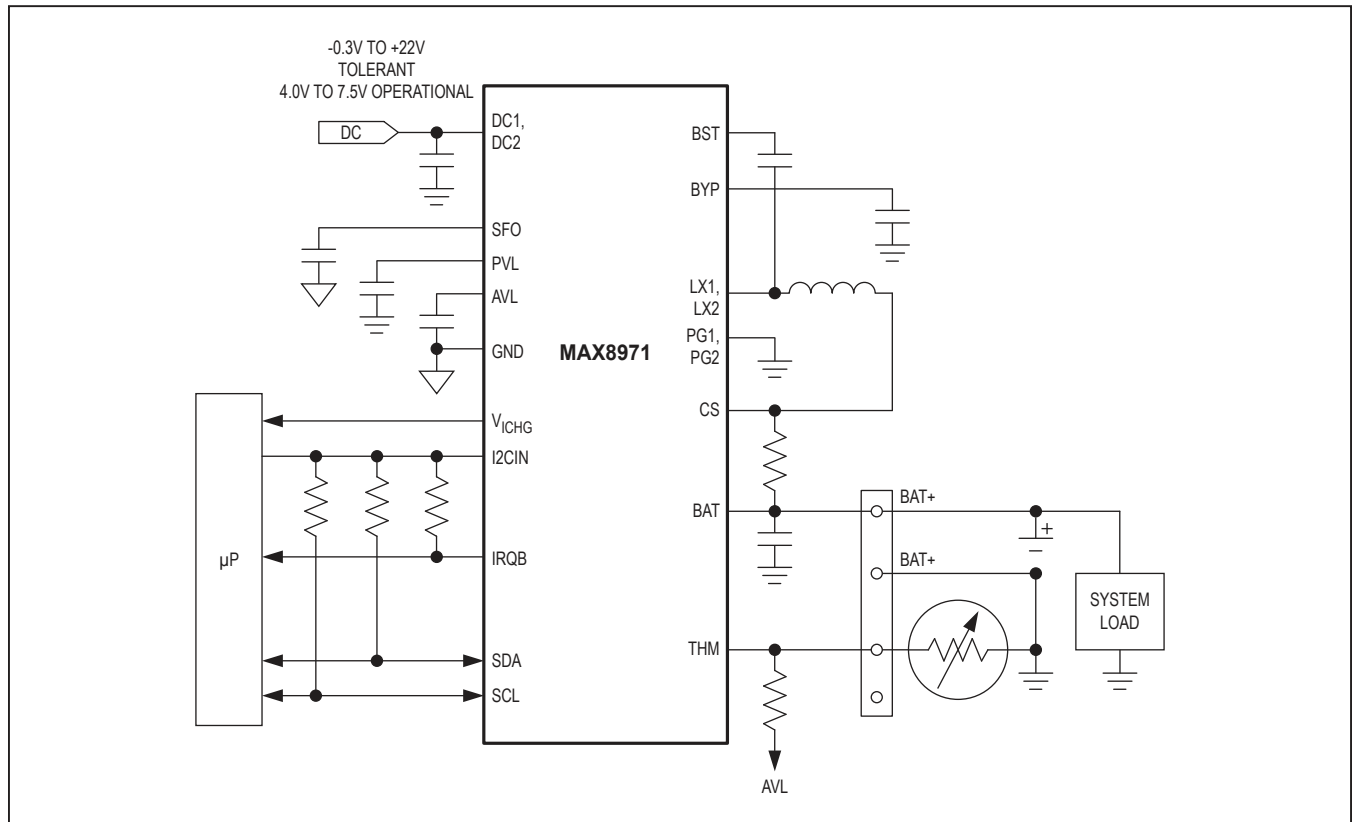 -0.3V TO +22V
TOLERANT
4.0V TO 7.5V OPERATIONAL
DC
DC1,
DC2
SFO
PVL
AVL
GND
VICHG
I2CIN
IRQB
SDA
SCL
µP
MAX8971
BST
BYP
LX1,
LX2
PG1,
PG2
CS
BAT
THM
AVL
BAT+
+
BAT+
SYSTEM
LOAD